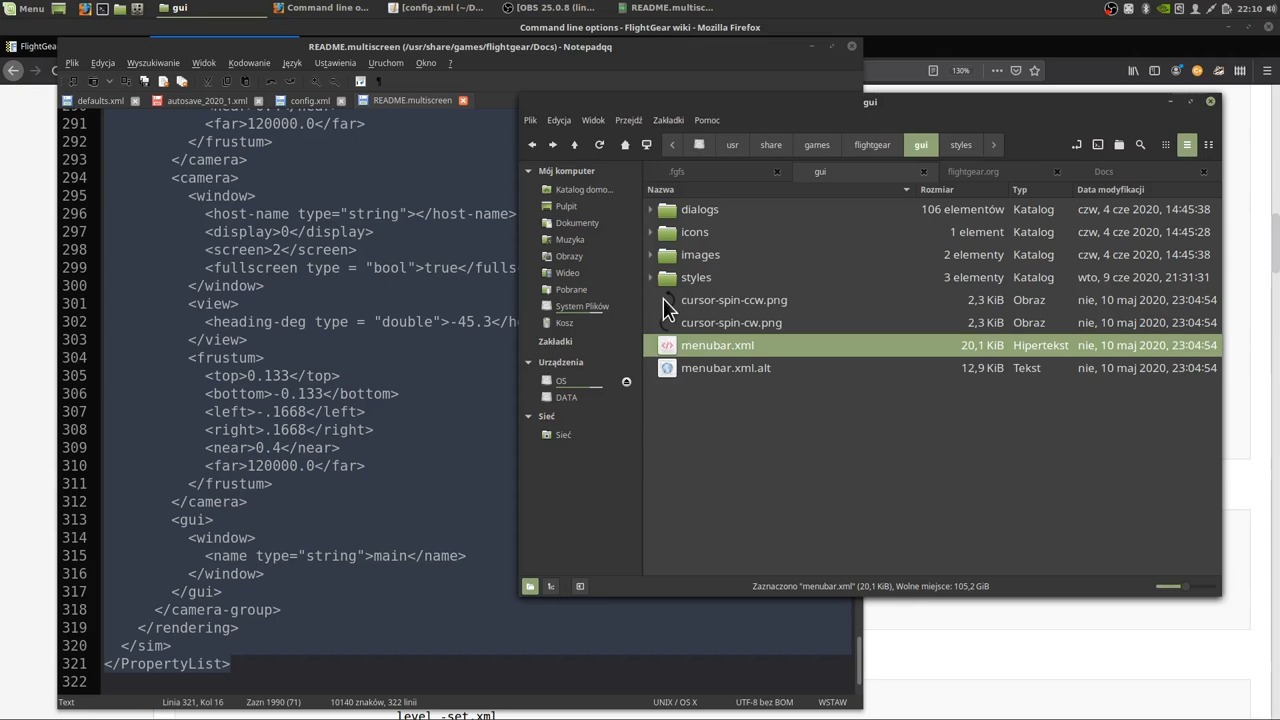 Menu
gui
Command line o...
[config.xml (~/D...
[OBS 25.0.8 (lin...
README.multisc...
22:10
Command line options - FlightGear wiki - Mozilla Firefox
FlightGear
130%
README.multiscreen (/usr/share/games/flightgear/Docs) - Notepadqq
Plik Edycja Wyszukiwanie Widok Kodowanie Język Ustawienia Uruchom Okno ?
defaults.xml autosave_2020_1.xml config.xml README.multiscreen
291 <far>120000.0</far>
292 </frustum>
293 </camera>
294 <camera>
295 <window>
296 <host-name type="string"></host-name>
297 <display>0</display>
298 <screen>2</screen>
299 <fullscreen type = "bool">true</fulls
300 </window>
301 <view>
302 <heading-deg type = "double">-45.3</h
303 </view>
304 <frustum>
305 <top>0.133</top>
306 <bottom>-0.133</bottom>
307 <left>-.1668</left>
308 <right>.1668</right>
309 <near>0.4</near>
310 <far>120000.0</far>
311 </frustum>
312 </camera>
313 <gui>
314 <window>
315 <name type="string">main</name>
316 </window>
317 </gui>
318 </camera-group>
319 </rendering>
320 </sim>
321 </PropertyList>
322
Text Linia 321, Kol 16 Zazn 1990 (71) 10140 znaków, 322 linii UNIX / OS X UTF-8 bez BOM WSTAW
level -set.xml
gui
Plik Edycja Widok Przejdź Zakładki Pomoc
usr share games flightgear gui styles
.fgfs gui flightgear.org Docs
Mój komputer
Katalog domo...
Pulpit
Dokumenty
Muzyka
Obrazy
Wideo
Pobrane
System Plików
Kosz
Zakładki
Urządzenia
OS
DATA
Sieć
Sieć
Nazwa Rozmiar Typ Data modyfikacji
dialogs 106 elementów Katalog czw, 4 cze 2020, 14:45:38
icons 1 element Katalog czw, 4 cze 2020, 14:45:28
images 2 elementy Katalog czw, 4 cze 2020, 14:45:38
styles 3 elementy Katalog wto, 9 cze 2020, 21:31:31
cursor-spin-ccw.png 2,3 KiB Obraz nie, 10 maj 2020, 23:04:54
cursor-spin-cw.png 2,3 KiB Obraz nie, 10 maj 2020, 23:04:54
menubar.xml 20,1 KiB Hipertekst nie, 10 maj 2020, 23:04:54
menubar.xml.alt 12,9 KiB Tekst nie, 10 maj 2020, 23:04:54
Zaznaczono "menubar.xml" (20,1 KiB), Wolne miejsce: 105,2 GiB